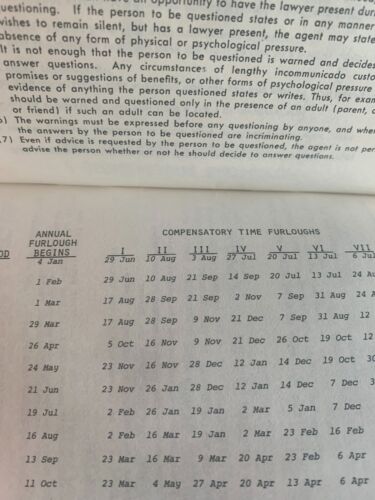 an opportunity to have the lawyer present during
questioning. If the person to be questioned states or in any manner
wishes to remain silent, but has a lawyer present, the agent may state
absence of any form of physical or psychological pressure.
It is not enough that the person to be questioned is warned and decides
answer questions. Any circumstances of lengthy incommunicado custo
promises or suggestions of benefits, or other forms of psychological pressure
evidence of anything the person questioned states or writes. Thus, for exam
should be warned and questioned only in the presence of an adult (parent,
or friend) if such an adult can be located.
) The warnings must be expressed before any questioning by anyone, and whe
the answers by the person to be questioned are incriminating.
(7) Even if advice is requested by the person to be questioned, the agent is not per
advise the person whether or not he should decide to answer questions.
ANNUAL COMPENSATORY TIME FURLOUGHS
FURLOUGH
OD BEGINS I II III IV V VI VII
4 Jan 29 Jun 10 Aug 3 Aug 27 Jul 20 Jul 13 Jul 6 Jul
1 Feb 29 Jun 10 Aug 21 Sep 14 Sep 20 Jul 13 Jul 24 A
1 Mar 17 Aug 28 Sep 21 Sep 2 Nov 7 Sep 31 Aug 24 A
29 Mar 17 Aug 28 Sep 9 Nov 21 Dec 7 Sep 31 Aug 12
26 Apr 5 Oct 16 Nov 9 Nov 21 Dec 26 Oct 19 Oct 12
24 May 23 Nov 16 Nov 28 Dec 12 Jan 14 Dec 19 Oct 30
21 Jun 23 Nov 26 Jan 28 Dec 12 Jan 14 Dec 7 Dec 3
19 Jul 2 Feb 26 Jan 19 Jan 2 Mar 5 Jan 7 Dec
16 Aug 2 Feb 16 Mar 19 Jan 2 Mar 23 Feb 16 Feb
13 Sep 23 Mar 16 Mar 9 Mar 20 Apr 23 Feb 6 Apr
11 Oct 23 Mar 4 May 27 Apr 20 Apr 13 Apr 6 Apr